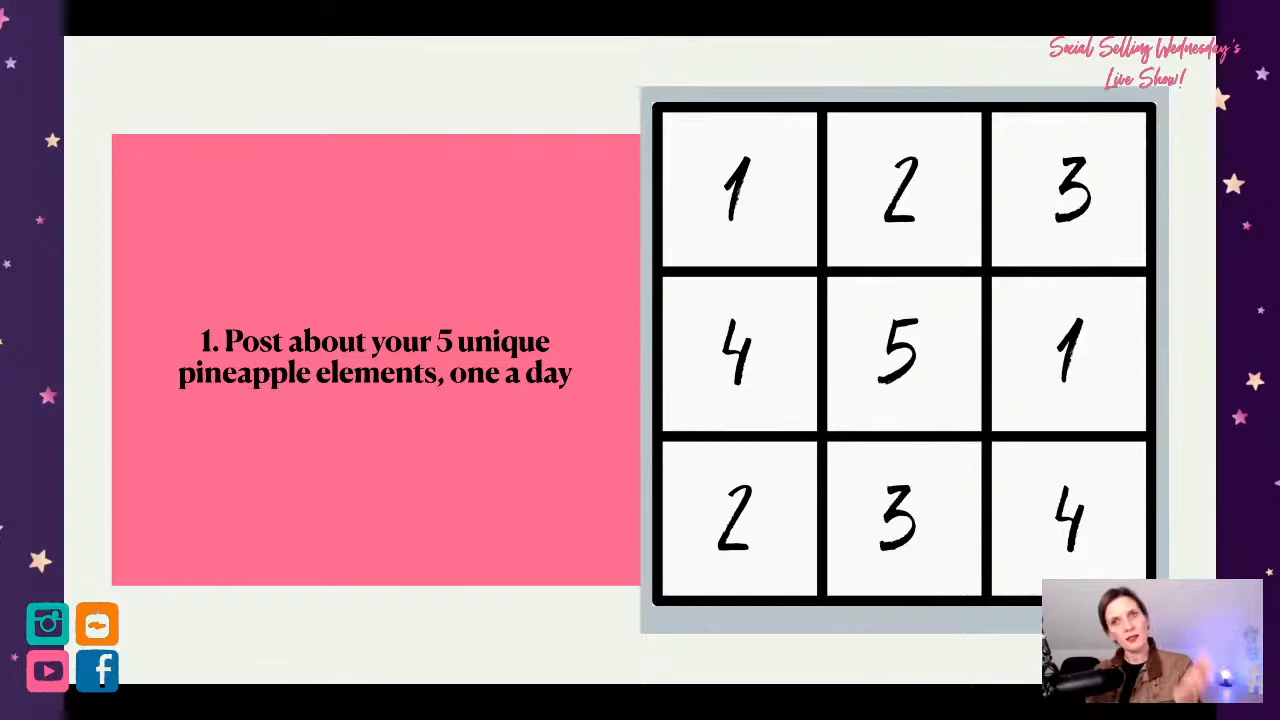 Social Selling Wednesday's
Live Show!
1. Post about your 5 unique
pineapple elements, one a day
1 2 3
4 5 1
2 3 4